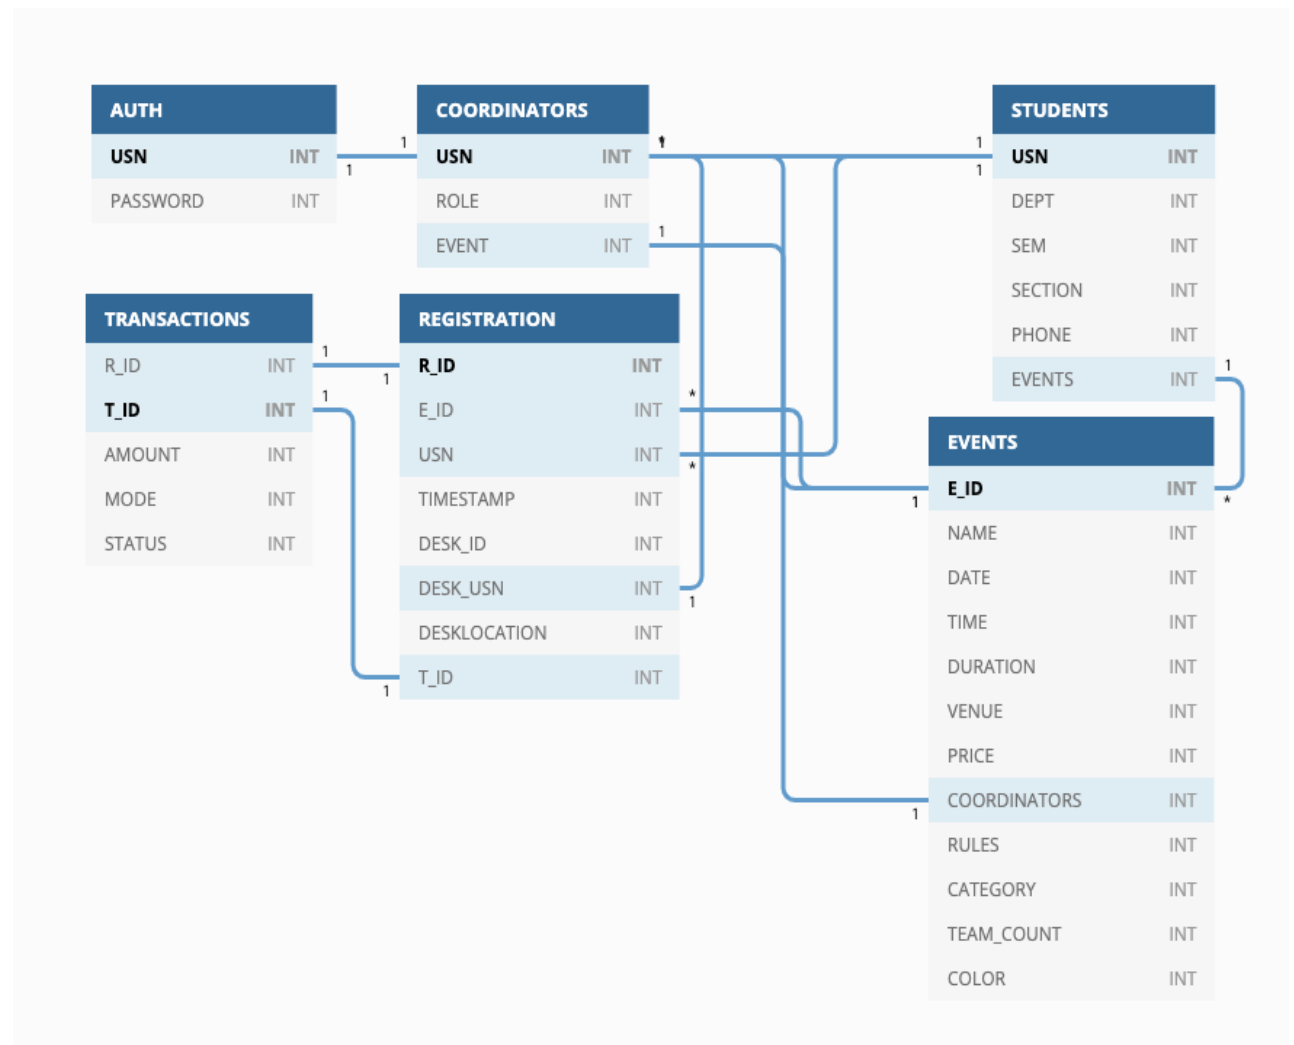 AUTH
USN INT
PASSWORD INT
1
1
COORDINATORS
USN INT
ROLE INT
EVENT INT
1
STUDENTS
1
1
USN INT
DEPT INT
SEM INT
SECTION INT
PHONE INT
EVENTS INT
1
TRANSACTIONS
R_ID INT
T_ID INT
AMOUNT INT
MODE INT
STATUS INT
1
1
1
REGISTRATION
R_ID INT
E_ID INT
USN INT
TIMESTAMP INT
DESK_ID INT
DESK_USN INT
DESKLOCATION INT
T_ID INT
*
*
1
1
EVENTS
E_ID INT
NAME INT
DATE INT
TIME INT
DURATION INT
VENUE INT
PRICE INT
COORDINATORS INT
RULES INT
CATEGORY INT
TEAM_COUNT INT
COLOR INT
1
*
1